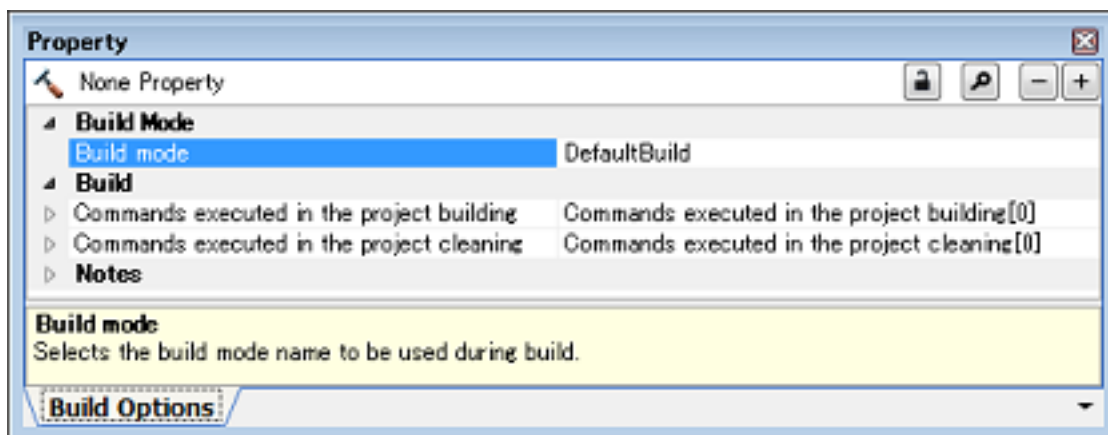 Property
None Property
Build Mode
Build mode DefaultBuild
Build
Commands executed in the project building Commands executed in the project building[0]
Commands executed in the project cleaning Commands executed in the project cleaning[0]
Notes
Build mode
Selects the build mode name to be used during build.
Build Options